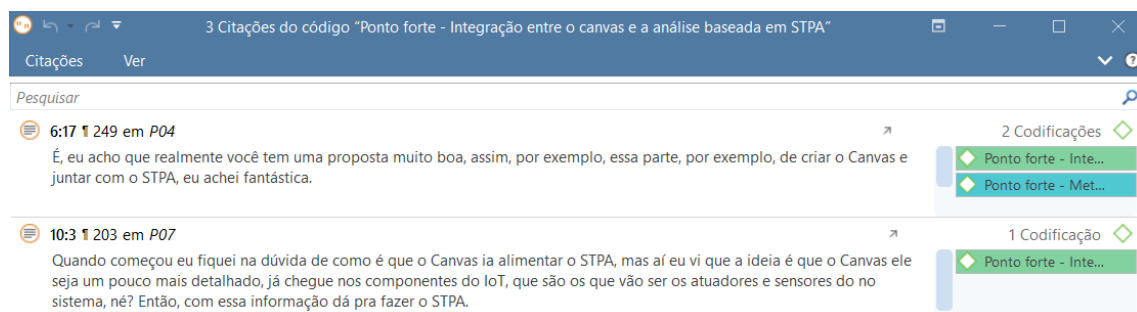 3 Citações do código “Ponto forte - Integração entre o canvas e a análise baseada em STPA”
Citações Ver
Pesquisar
6:17 ¶ 249 em P04
2 Codificações
É, eu acho que realmente você tem uma proposta muito boa, assim, por exemplo, essa parte, por exemplo, de criar o Canvas e
juntar com o STPA, eu achei fantástica.
Ponto forte - Inte...
Ponto forte - Met...
10:3 ¶ 203 em P07
1 Codificação
Quando começou eu fiquei na dúvida de como é que o Canvas ia alimentar o STPA, mas aí eu vi que a ideia é que o Canvas ele
seja um pouco mais detalhado, já chegue nos componentes do IoT, que são os que vão ser os atuadores e sensores do no
sistema, né? Então, com essa informação dá pra fazer o STPA.
Ponto forte - Inte...